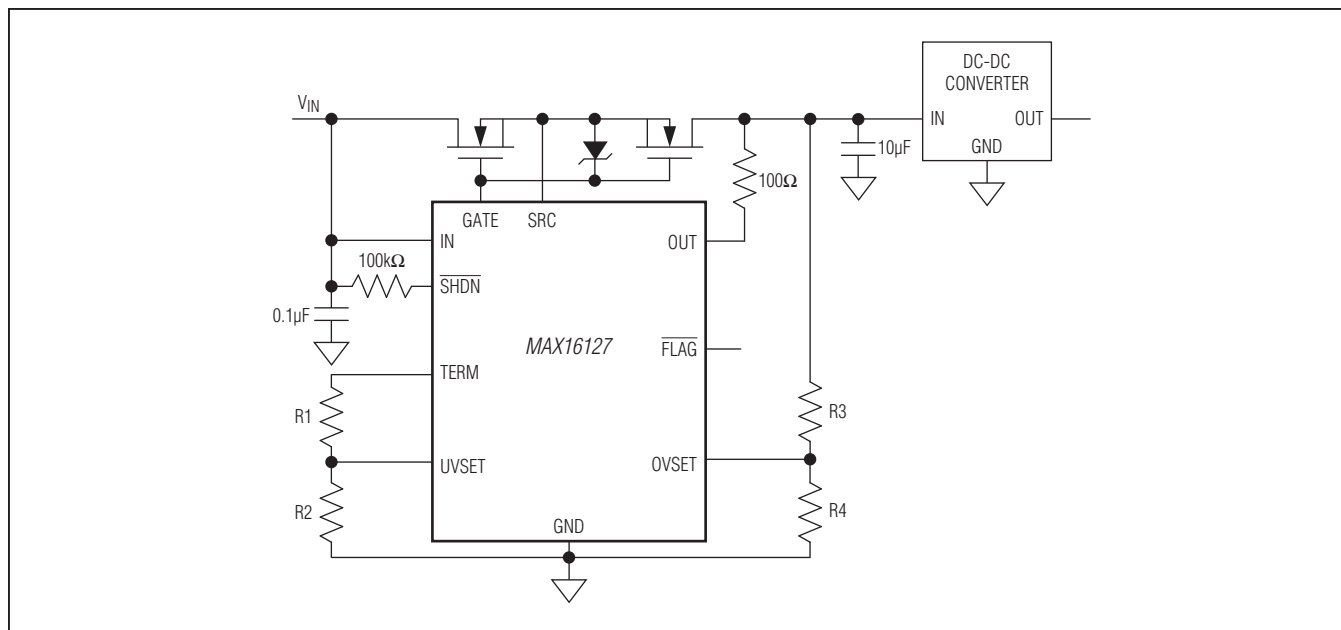 DC-DC
CONVERTER
VIN
IN
OUT
GND
10µF
100Ω
GATE
SRC
IN
OUT
100kΩ
SHDN
0.1µF
MAX16127
FLAG
TERM
R1
R3
UVSET
OVSET
R2
R4
GND